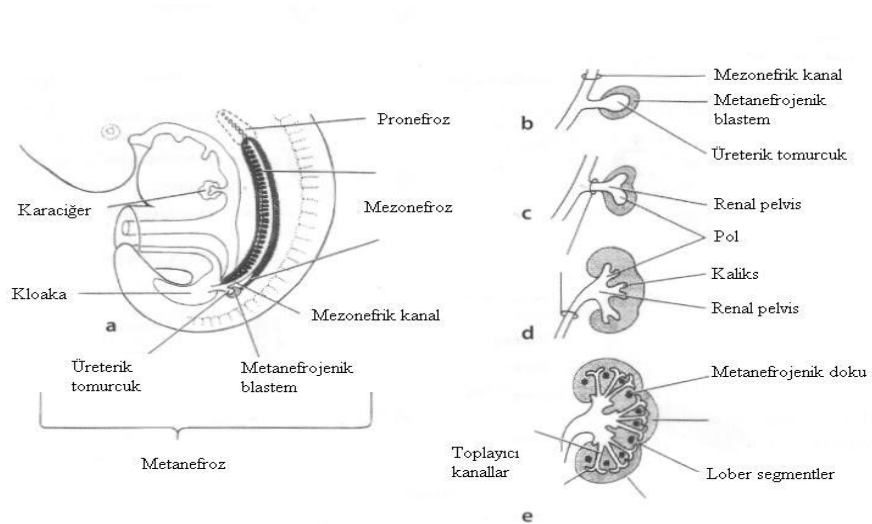 Pronefroz
Karaciğer
Mezonefroz
Kloaka
a
Mezonefrik kanal
Üreterik
tomurcuk
Metanefrojenik
blastem
Metanefroz
Mezonefrik kanal
Metanefrojenik
blastem
b
Üreterik tomurcuk
Renal pelvis
c
Pol
Kaliks
Renal pelvis
d
Metanefrojenik doku
Toplayıcı
kanallar
Lober segmentler
e